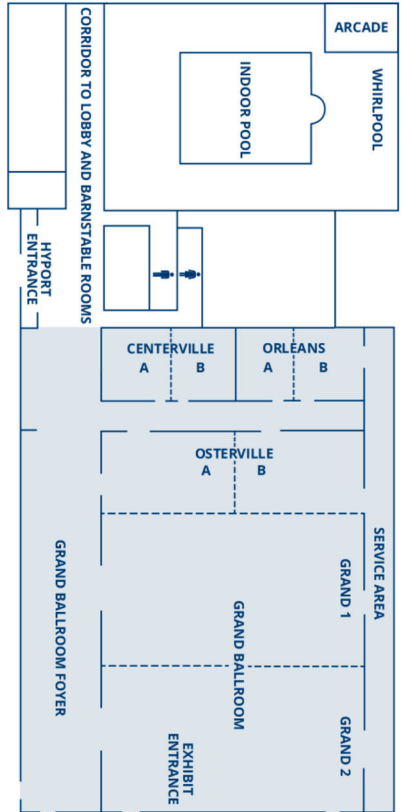 ARCADE
WHIRLPOOL
INDOOR POOL
CORRIDOR TO LOBBY AND BARNSTABLE ROOMS
HYPORT
ENTRANCE
CENTERVILLE
A B
ORLEANS
A B
OSTERVILLE
A B
SERVICE AREA
GRAND 1
GRAND BALLROOM
GRAND BALLROOM FOYER
GRAND 2
EXHIBIT
ENTRANCE